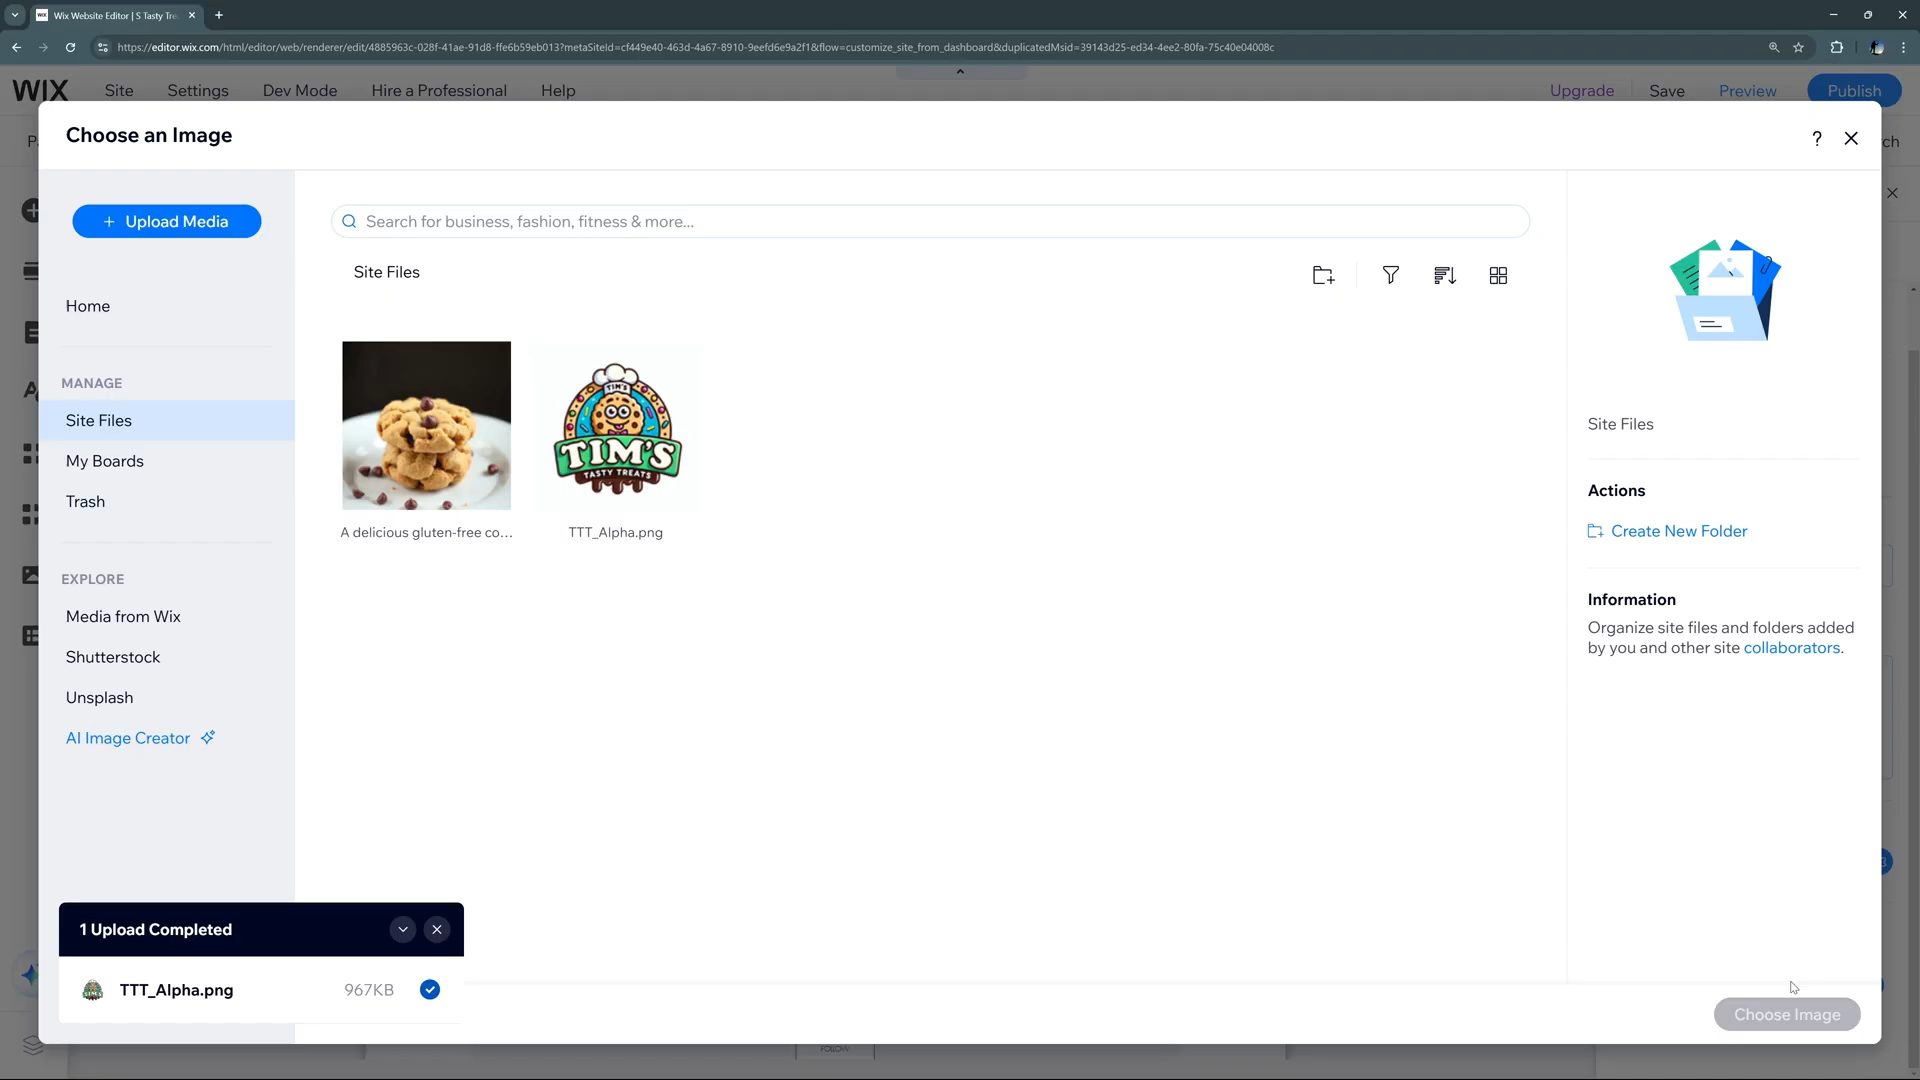 Wix Website Editor | S Tasty Tre
https://editor.wix.com/html/editor/web/renderer/edit/4885963c-028f-41ae-91d8-ffe6b59eb013?metaSiteId=cf449e40-463d-4a67-8910-9eefd6e9a2f1&flow=customize_site_from_dashboard&duplicatedMsid=39143d25-ed34-4ee2-80fa-75c40e04008c
WIX Site Settings Dev Mode Hire a Professional Help Upgrade Save Preview Publish
Choose an Image ?
Upload Media
Search for business, fashion, fitness & more...
Site Files
Home
MANAGE
Site Files
My Boards
Trash
EXPLORE
Media from Wix
Shutterstock
Unsplash
AI Image Creator
TIM'S
TIM'S
TASTY TREATS
A delicious gluten-free co...
TTT_Alpha.png
Site Files
Actions
Create New Folder
Information
Organize site files and folders added
by you and other site collaborators.
1 Upload Completed
TTT_Alpha.png 967KB
Choose Image
FOLLOW